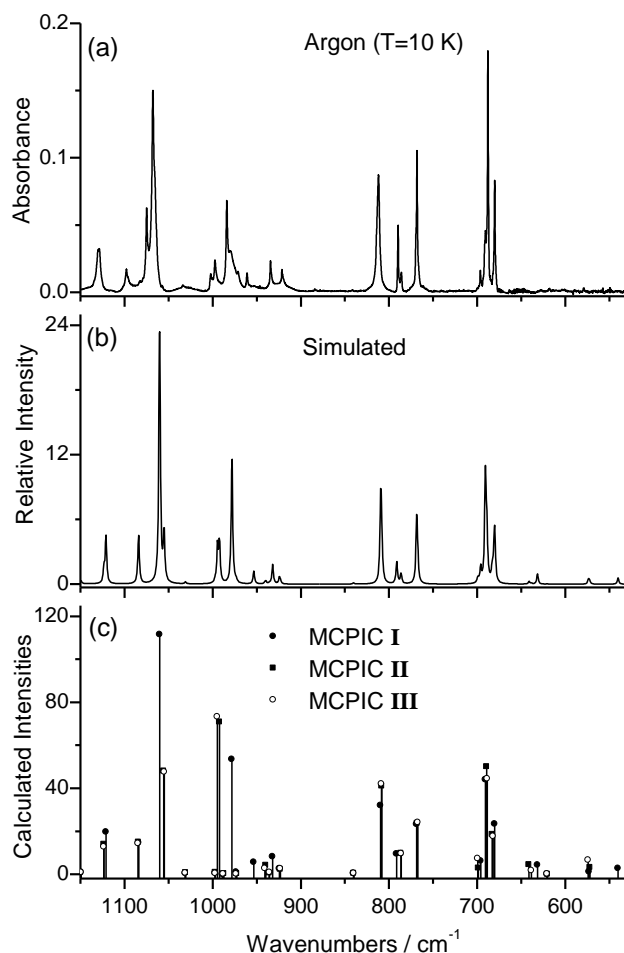 0.2
(a)
Argon (T=10 K)
Absorbance
0.1
0.0
24
(b)
Simulated
Relative Intensity
12
0
120
(c)
MCPIC I
MCPIC II
MCPIC III
Calculated Intensities
80
40
0
1100 1000 900 800 700 600
Wavenumbers / cm⁻¹